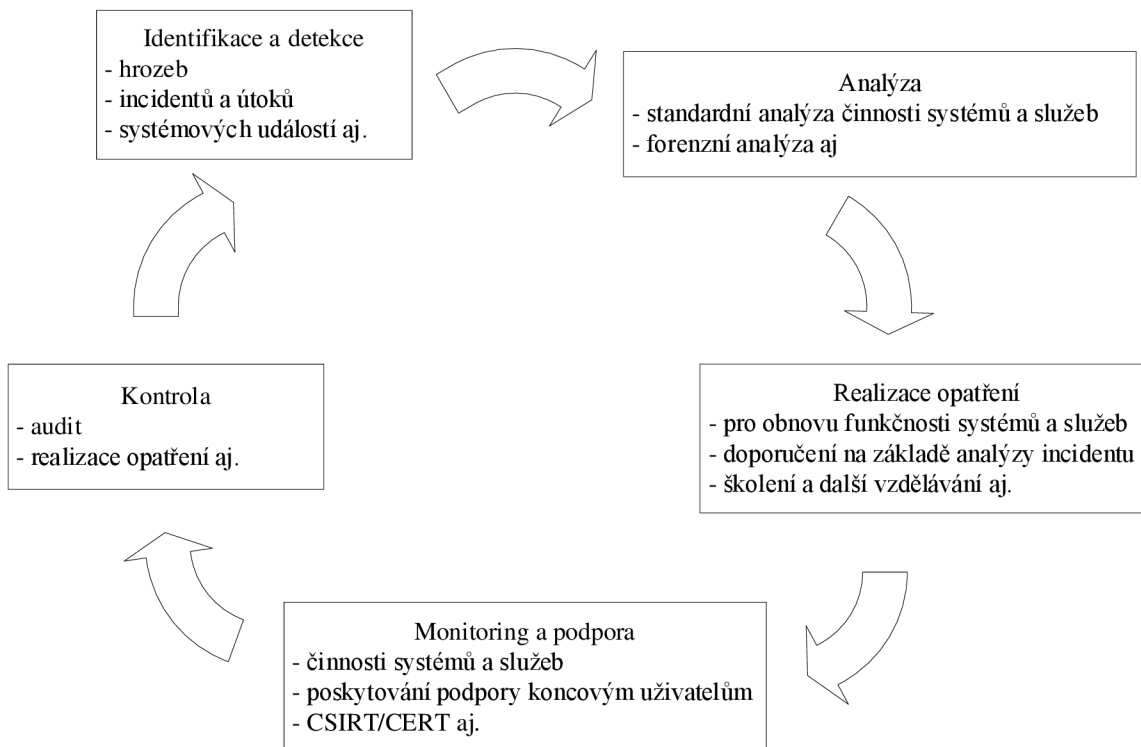 Identifikace a detekce
- hrozeb
- incidentů a útoků
- systémových událostí aj.
Analýza
- standardní analýza činnosti systémů a služeb
- forenzní analýza aj
Realizace opatření
- pro obnovu funkčnosti systémů a služeb
- doporučení na základě analýzy incidentu
- školení a další vzdělávání aj.
Monitoring a podpora
- činnosti systémů a služeb
- poskytování podpory koncovým uživatelům
- CSIRT/CERT aj.
Kontrola
- audit
- realizace opatření aj.